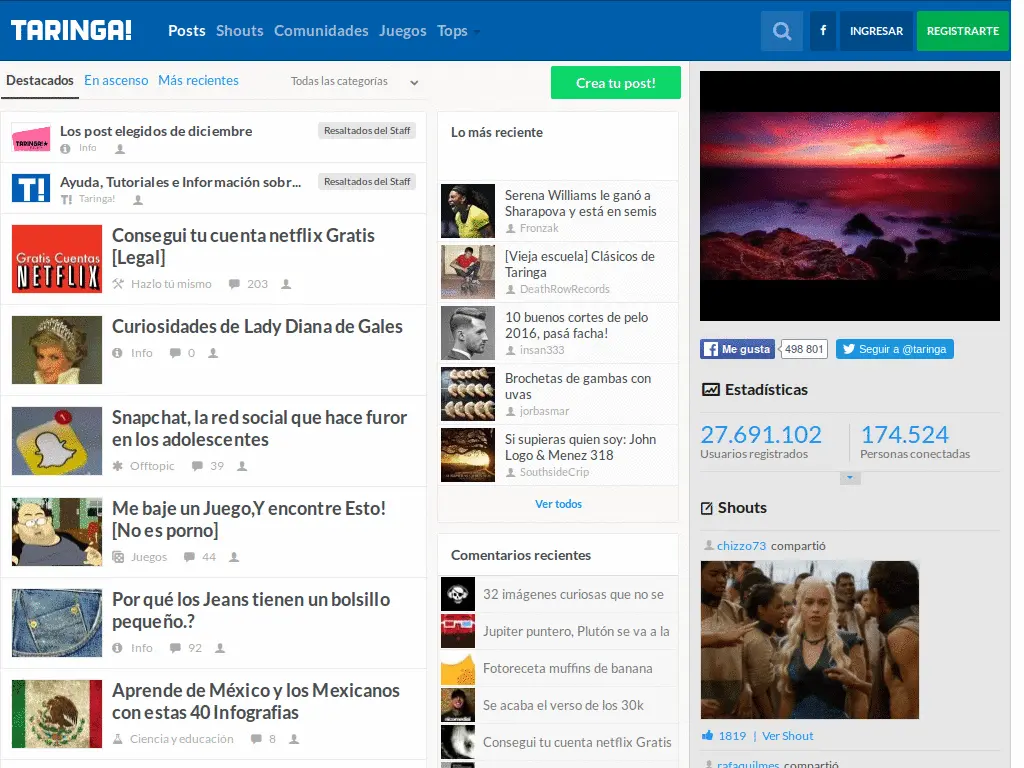 TARINGA!
Posts Shouts Comunidades Juegos Tops
f
INGRESAR
REGISTRARTE
Destacados En ascenso Más recientes Todas las categorías
Crea tu post!
Los post elegidos de diciembre
Resaltados del Staff
Info
TARINGA!
Ayuda, Tutoriales e Información sobr...
Resaltados del Staff
T! Taringa!
T!
Consegui tu cuenta netflix Gratis
[Legal]
Hazlo tú mismo 203
Gratis Cuentas
NETFLIX
Curiosidades de Lady Diana de Gales
Info 0
Snapchat, la red social que hace furor
en los adolescentes
Offtopic 39
Me baje un Juego,Y encontre Esto!
[No es porno]
Juegos 44
Por qué los Jeans tienen un bolsillo
pequeño.?
Info 92
Aprende de México y los Mexicanos
con estas 40 Infografias
Ciencia y educación 8
Lo más reciente
Serena Williams le ganó a
Sharapova y está en semis
Fronzak
[Vieja escuela] Clásicos de
Taringa
DeathRowRecords
10 buenos cortes de pelo
2016, pasá facha!
insan333
Brochetas de gambas con
uvas
jorbasmar
Si supieras quien soy: John
Logo & Menez 318
SouthsideCrip
Ver todos
Comentarios recientes
32 imágenes curiosas que no se
Jupiter puntero, Plutón se va a la
Fotoreceta muffins de banana
Se acaba el verso de los 30k
Consegui tu cuenta netflix Gratis
f Me gusta 498 801 Seguir a @taringa
Estadísticas
27.691.102 174.524
Usuarios registrados Personas conectadas
Shouts
chizzo73 compartió
1819 | Ver Shout
rafaquilmes compartió